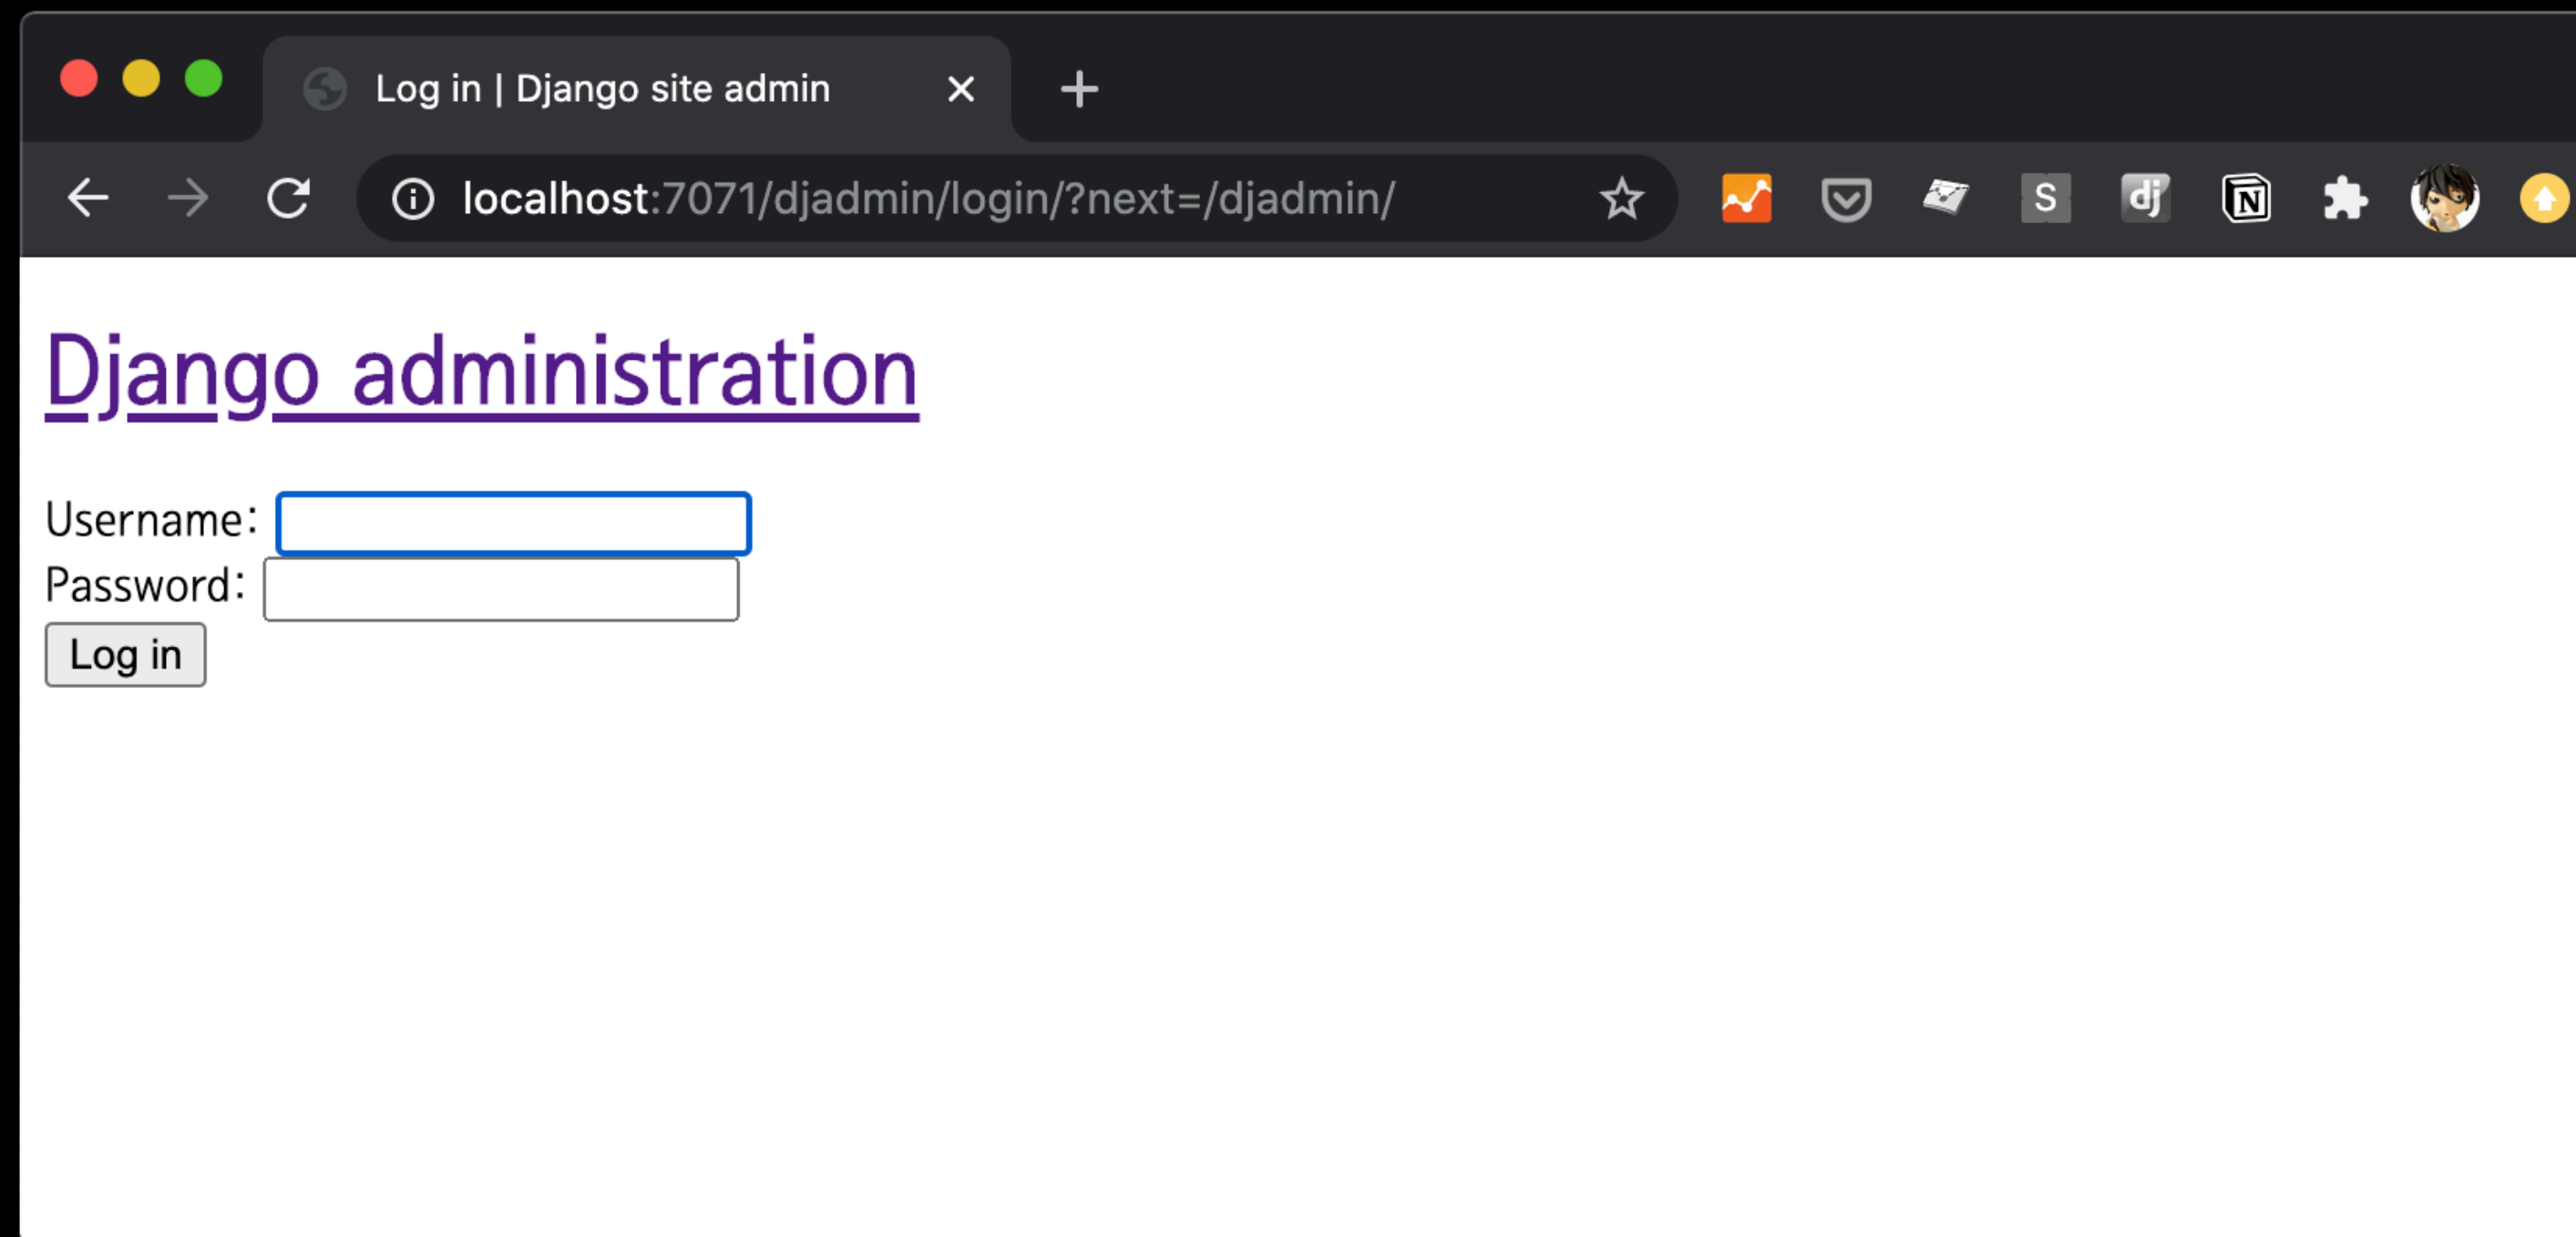 Log in | Django site admin
localhost:7071/djadmin/login/?next=/djadmin/
S
dj
N
Django administration
Username:
Password:
Log in